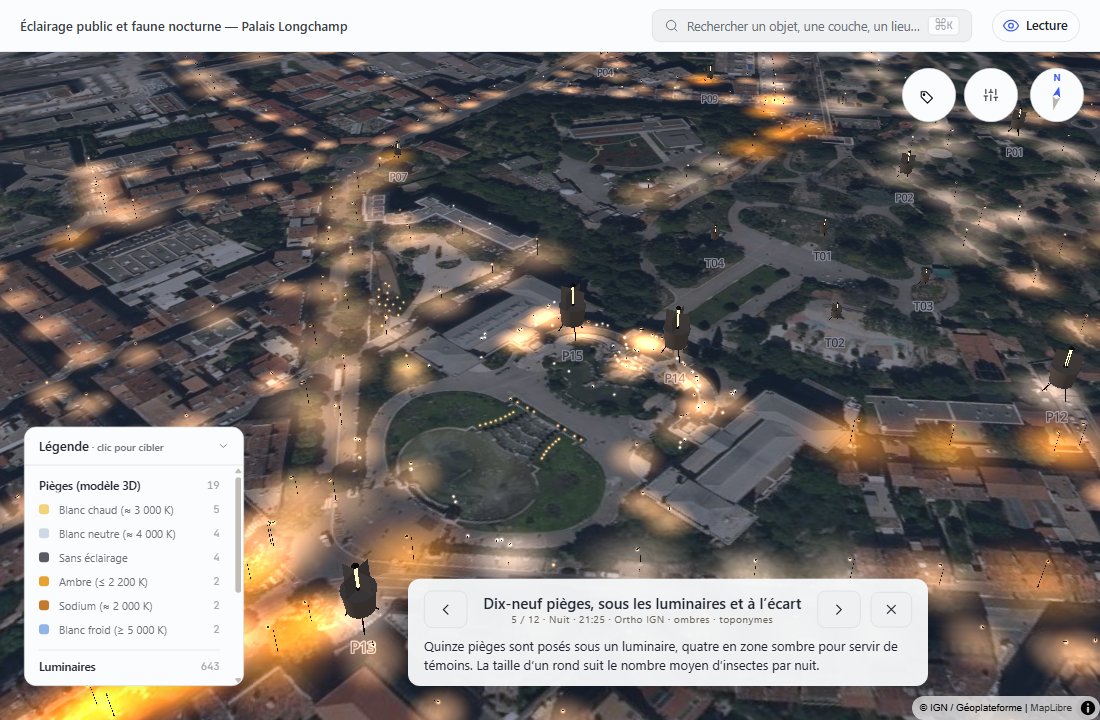 Éclairage public et faune nocturne — Palais Longchamp
Rechercher un objet, une couche, un lieu...
⌘K
Lecture
N
P04
P09
P01
P07
P02
T04
T01
T03
T02
P15
P14
P12
P13
Légende · clic pour cibler
Pièges (modèle 3D) 19
Blanc chaud (≈ 3 000 K) 5
Blanc neutre (≈ 4 000 K) 4
Sans éclairage 4
Ambre (≤ 2 200 K) 2
Sodium (≈ 2 000 K) 2
Blanc froid (≥ 5 000 K) 2
Luminaires 643
Dix-neuf pièges, sous les luminaires et à l’écart
5 / 12 · Nuit · 21:25 · Ortho IGN · ombres · toponymes
Quinze pièges sont posés sous un luminaire, quatre en zone sombre pour servir de
témoins. La taille d’un rond suit le nombre moyen d’insectes par nuit.
© IGN / Géoplateforme | MapLibre